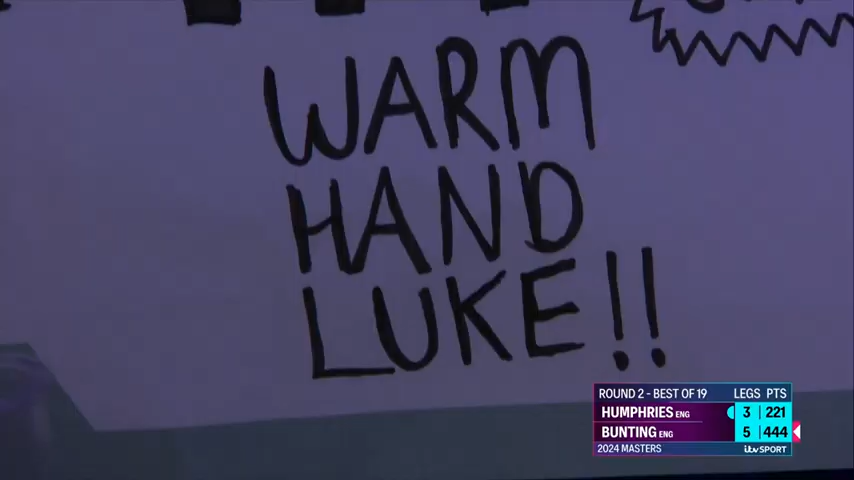 WARM
HAND
LUKE!!
ROUND 2 - BEST OF 19 LEGS PTS
HUMPHRIES ENG 3 221
BUNTING ENG 5 444
2024 MASTERS itv SPORT